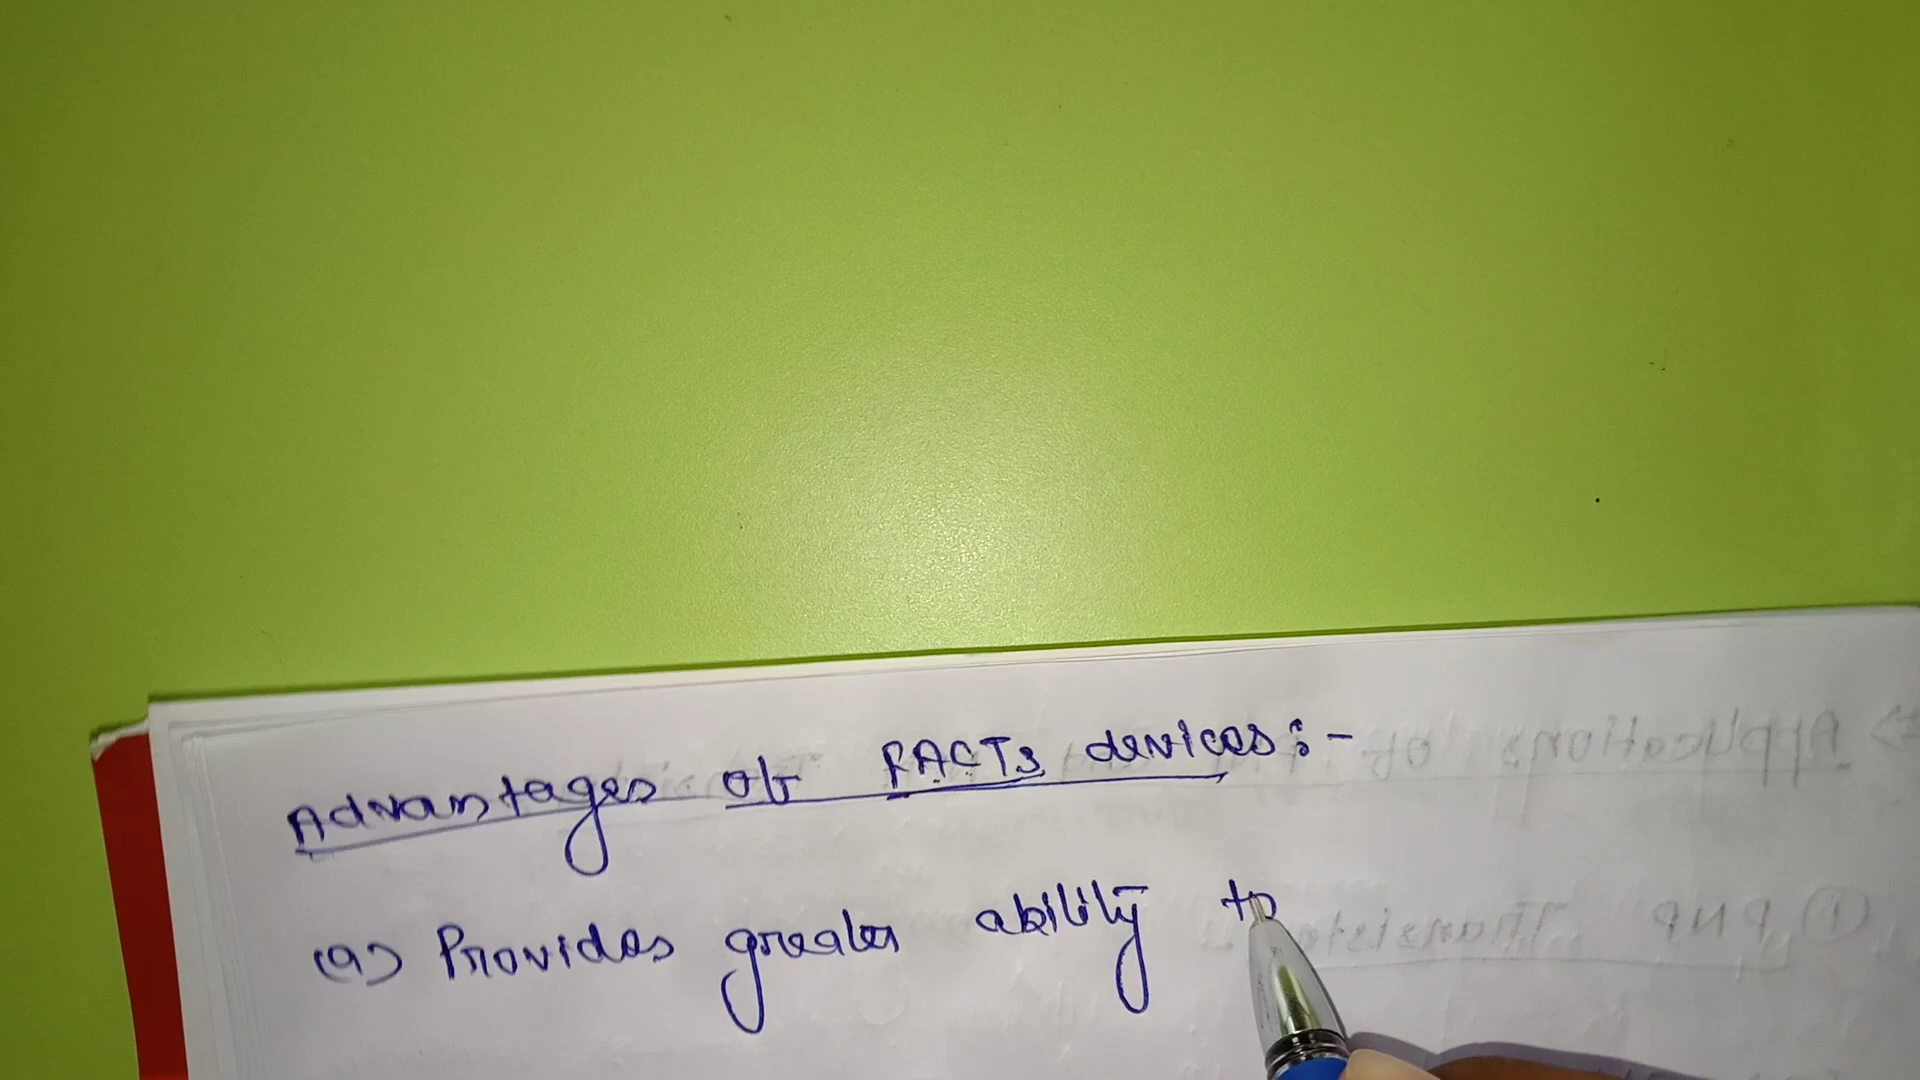 Advantages of FACTs devices:-
(a) Provides greater ability to